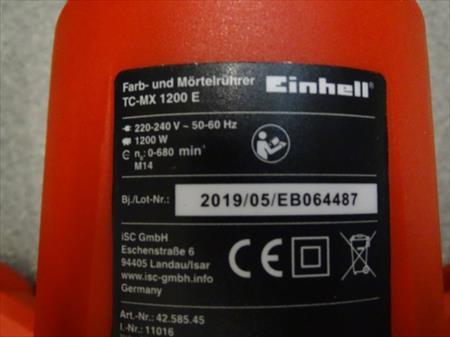 Farb- und Mörtelrührer
TC-MX 1200 E
Einhell
220-240 V ~ 50-60 Hz
1200 W
n₀: 0-680 min⁻¹
M14
Bj./Lot-Nr.: 2019/05/EB064487
iSC GmbH
Eschenstraße 6
94405 Landau/Isar
www.isc-gmbh.info
Germany
CE
Art.-Nr.: 42.585.45
I.-Nr.: 11016